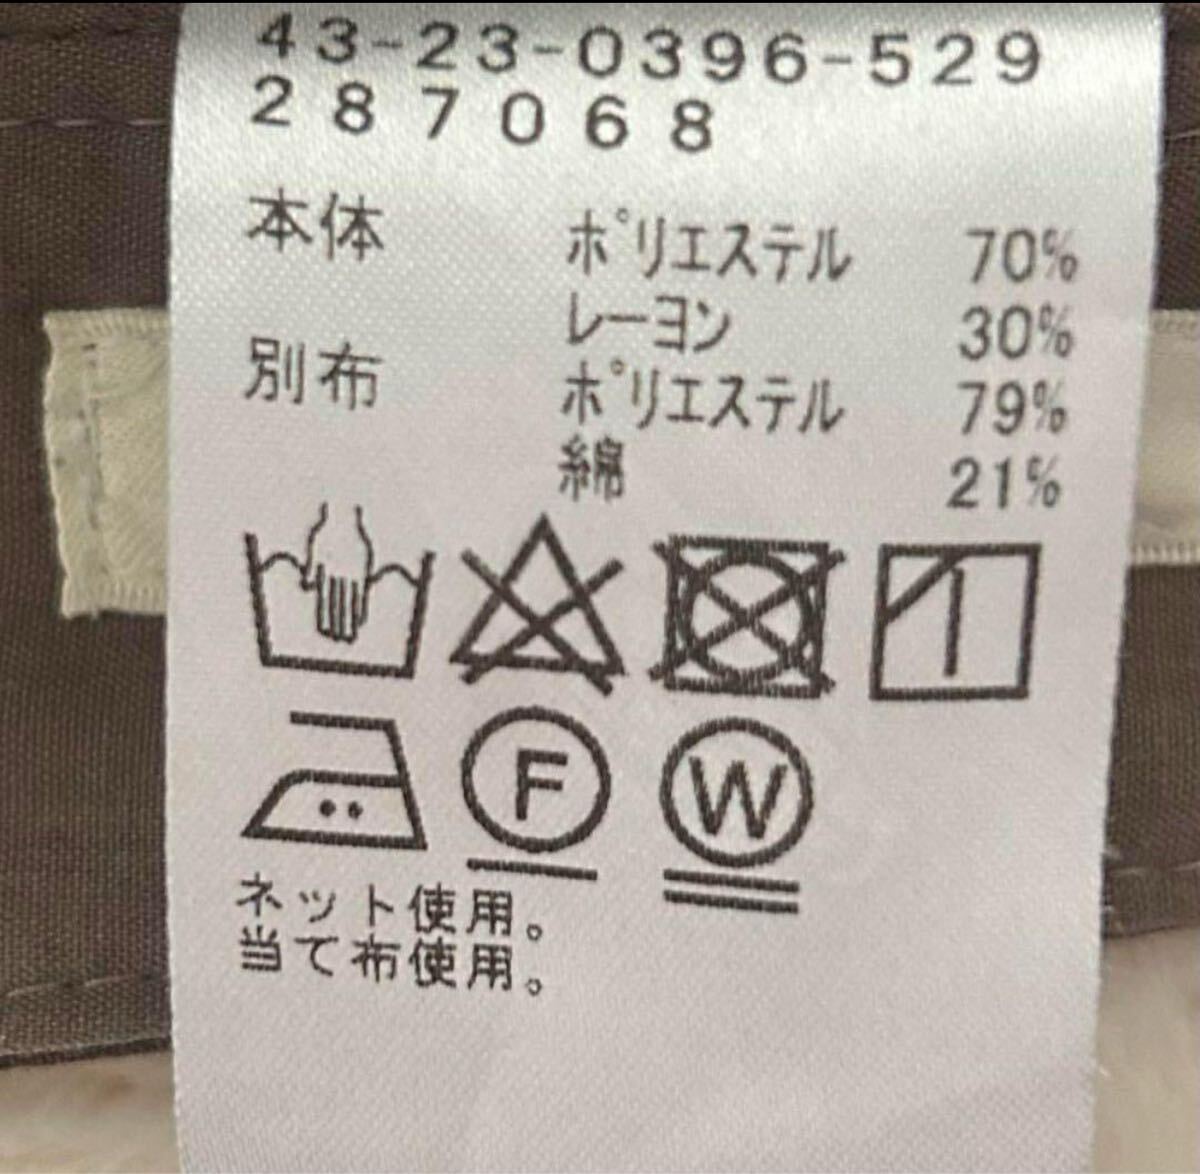 43-23-0396-529
287068
本体 ポリエステル 70%
レーヨン 30%
別布 ポリエステル 79%
綿 21%
F W
ネット使用。
当て布使用。